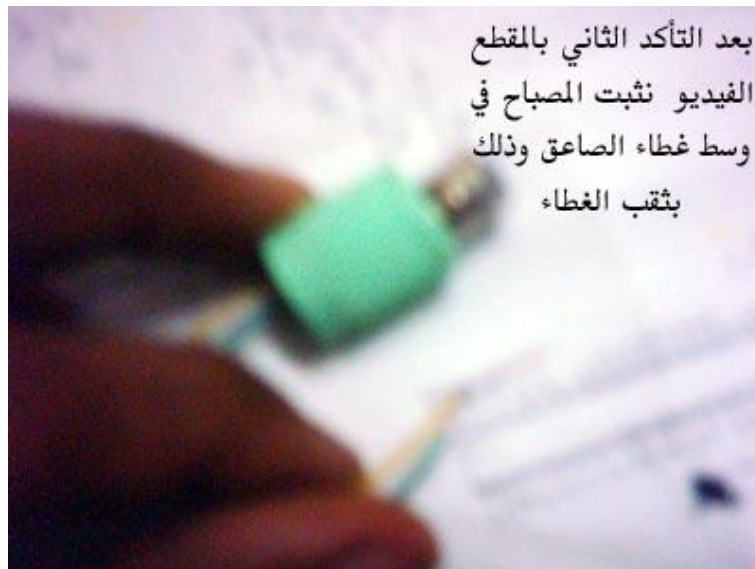 بعد التأكد الثاني بالمقطع
الفيديو نثبت المصباح في
وسط غطاء الصاعق وذلك
بثقب الغطاء